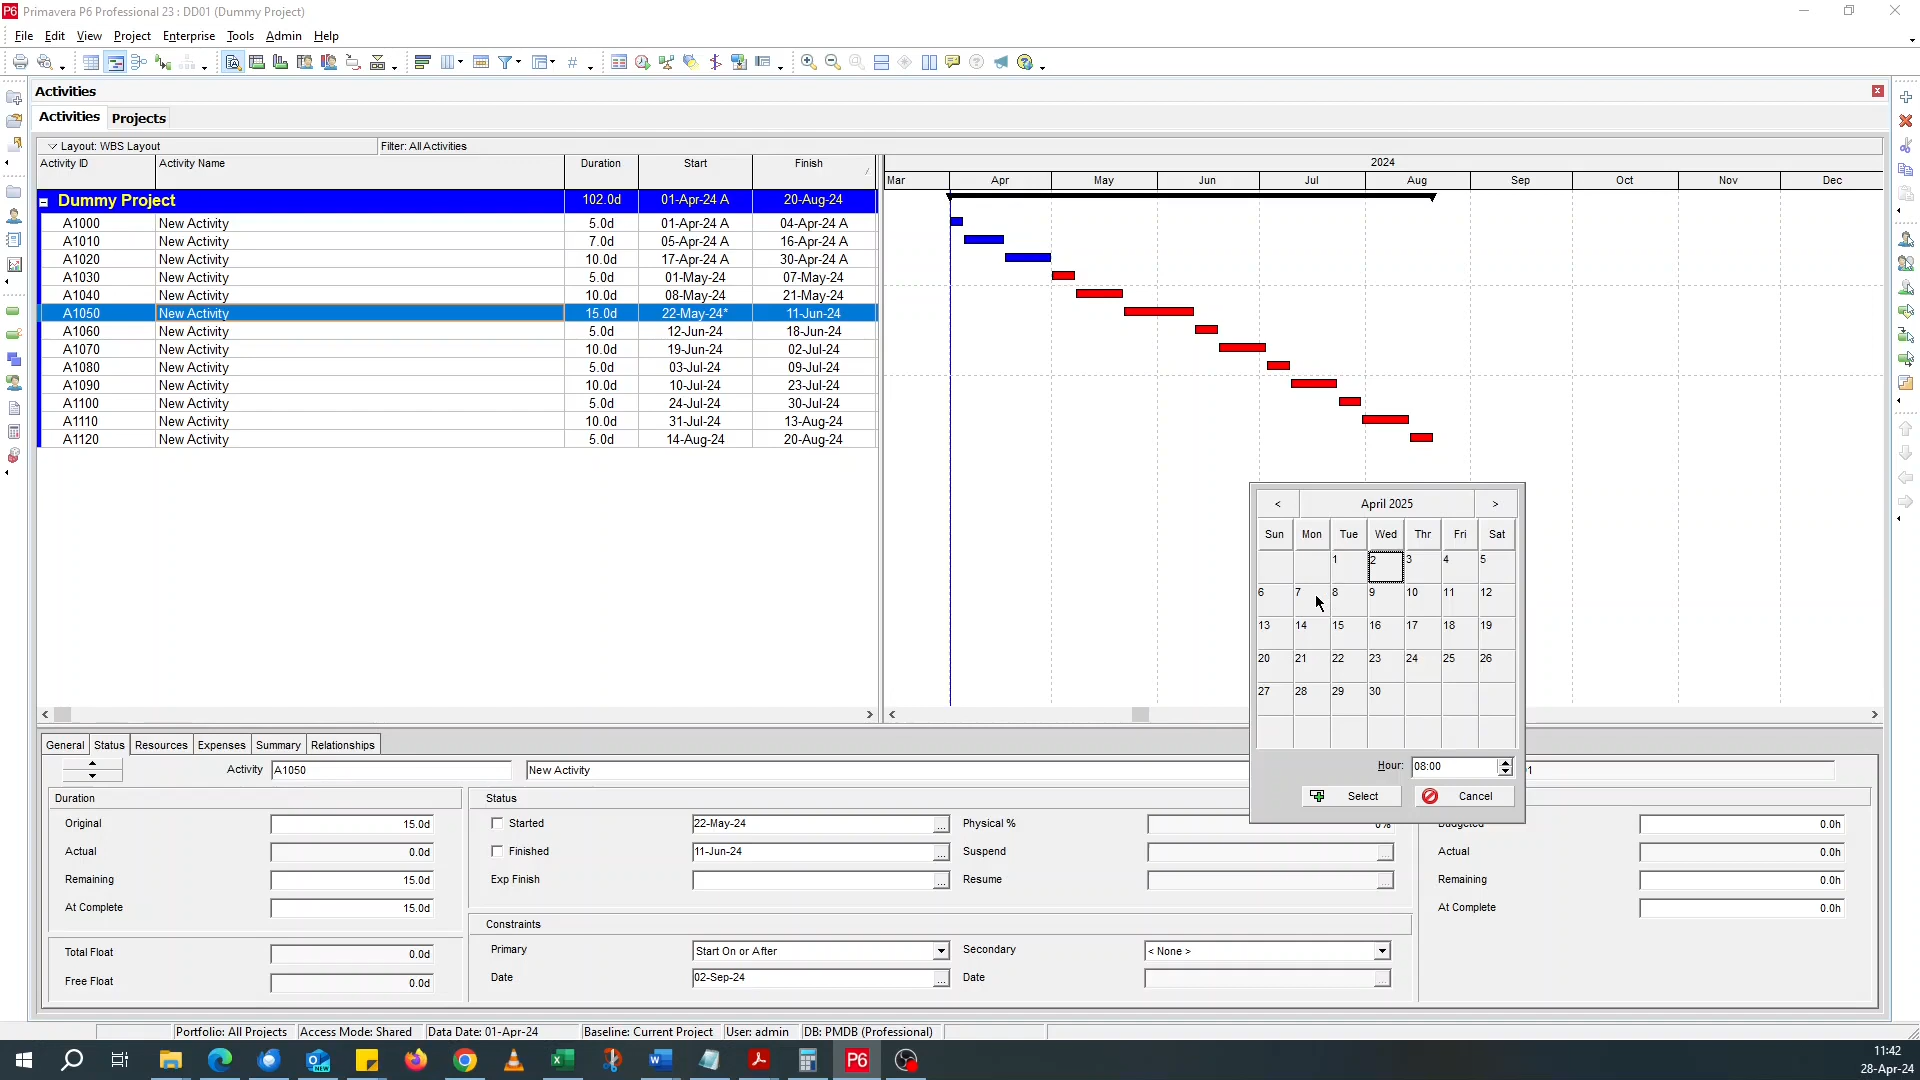 Primavera P6 Professional 23 : DD01 (Dummy Project)
File Edit View Project Enterprise Tools Admin Help
Activities
Activities Projects
Layout: WBS Layout Filter: All Activities
Activity ID Activity Name Duration Start Finish
2024
Mar Apr May Jun Jul Aug Sep Oct Nov Dec
Dummy Project 102.0d 01-Apr-24 A 20-Aug-24
A1000 New Activity 5.0d 01-Apr-24 A 04-Apr-24 A
A1010 New Activity 7.0d 05-Apr-24 A 16-Apr-24 A
A1020 New Activity 10.0d 17-Apr-24 A 30-Apr-24 A
A1030 New Activity 5.0d 01-May-24 07-May-24
A1040 New Activity 10.0d 08-May-24 21-May-24
A1050 New Activity 15.0d 22-May-24* 11-Jun-24
A1060 New Activity 5.0d 12-Jun-24 18-Jun-24
A1070 New Activity 10.0d 19-Jun-24 02-Jul-24
A1080 New Activity 5.0d 03-Jul-24 09-Jul-24
A1090 New Activity 10.0d 10-Jul-24 23-Jul-24
A1100 New Activity 5.0d 24-Jul-24 30-Jul-24
A1110 New Activity 10.0d 31-Jul-24 13-Aug-24
A1120 New Activity 5.0d 14-Aug-24 20-Aug-24
< April 2025 >
Sun Mon Tue Wed Thr Fri Sat
1 2 3 4 5
6 7 8 9 10 11 12
13 14 15 16 17 18 19
20 21 22 23 24 25 26
27 28 29 30
Hour: 08:00
Select Cancel
General Status Resources Expenses Summary Relationships
Activity A1050 New Activity
Duration
Original 15.0d
Actual 0.0d
Remaining 15.0d
At Complete 15.0d
Total Float 0.0d
Free Float 0.0d
Status
Started 22-May-24 ... Physical % 0%
Finished 11-Jun-24 ... Suspend ...
Exp Finish ... Resume ...
Constraints
Primary Start On or After Secondary < None >
Date 02-Sep-24 ... Date ...
Budgeted 0.0h
Actual 0.0h
Remaining 0.0h
At Complete 0.0h
Portfolio: All Projects Access Mode: Shared Data Date: 01-Apr-24 Baseline: Current Project User: admin DB: PMDB (Professional)
11:42
28-Apr-24